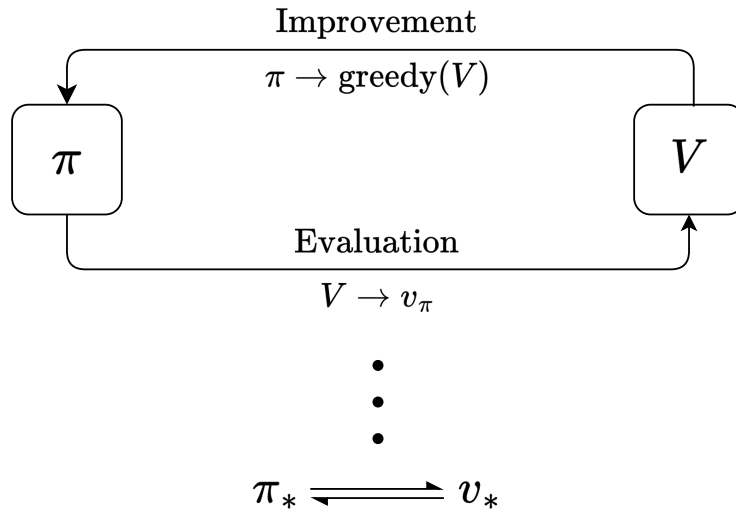 Improvement
π → greedy(V)
π
V
Evaluation
V → v_π
π_* ⇌ v_*